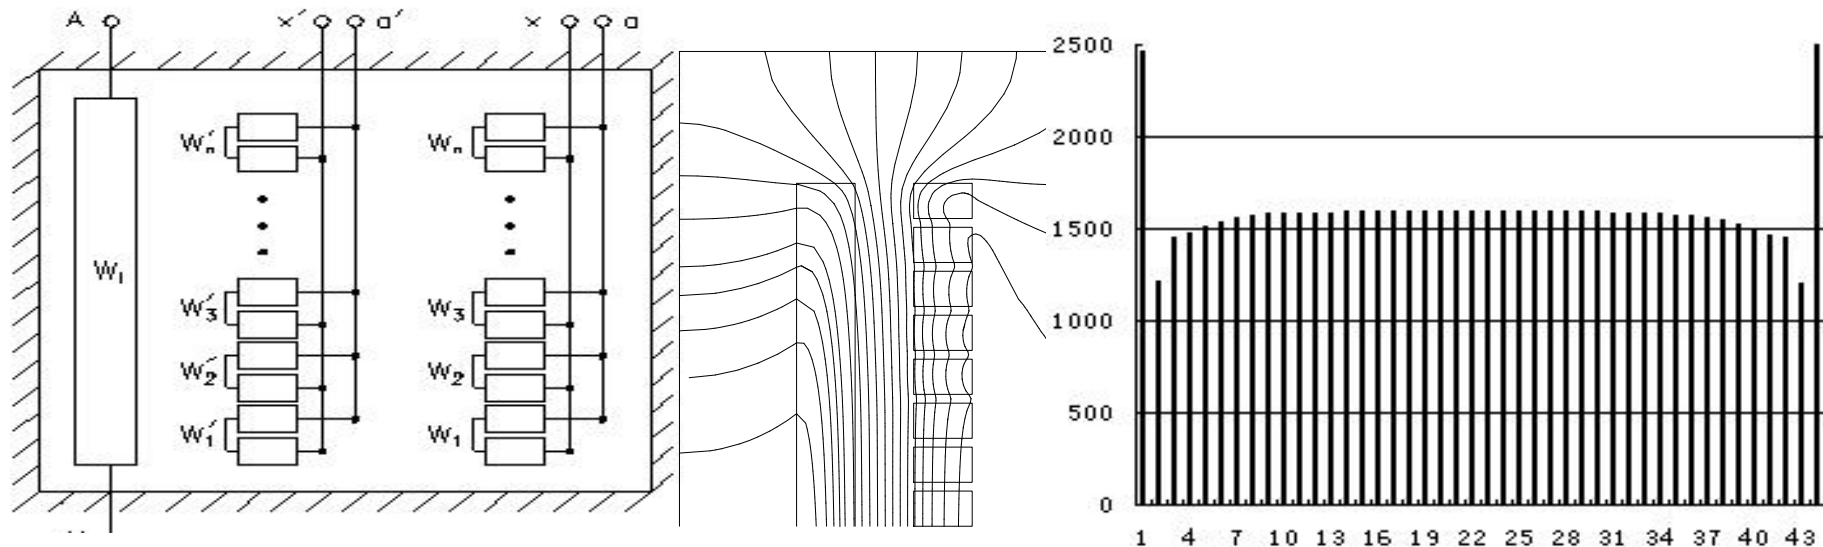 A x′ a′ x a
W′ₙ Wₙ
W₁
W′₃ W₃
W′₂ W₂
W′₁ W₁
2500
2000
1500
1000
500
0
1 4 7 10 13 16 19 22 25 28 31 34 37 40 43